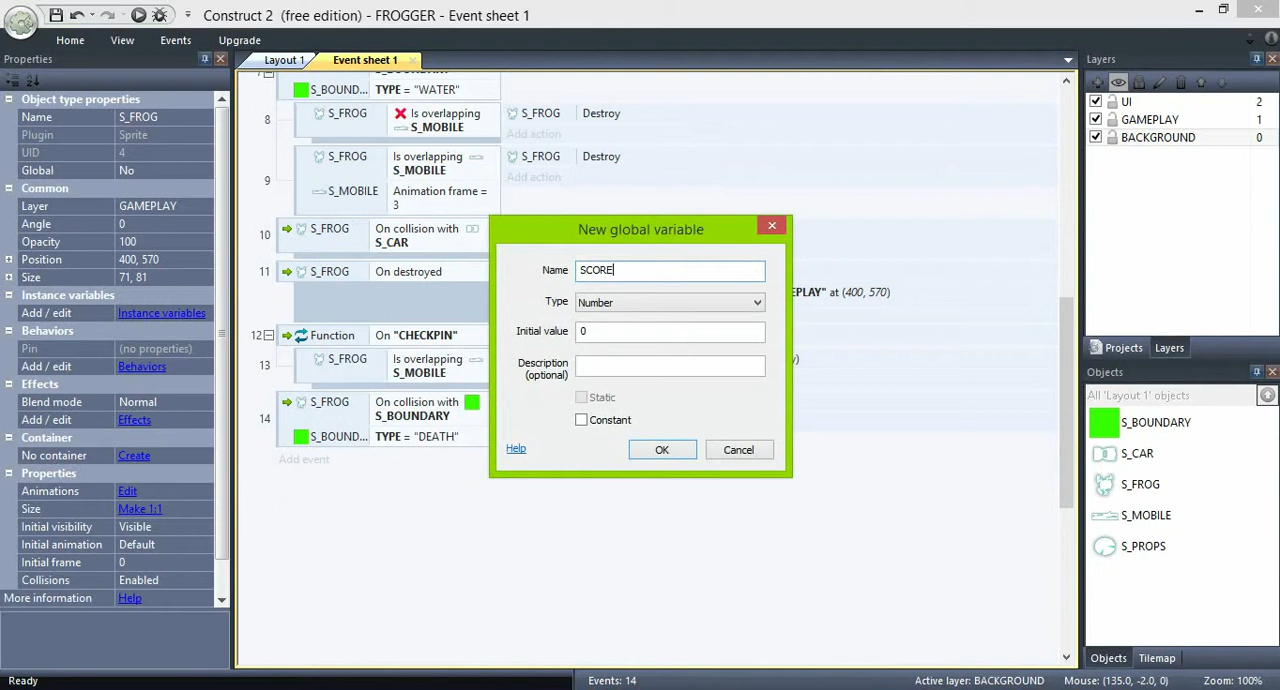 Construct 2 (free edition) - FROGGER - Event sheet 1
Home View Events Upgrade
Properties
Layout 1 Event sheet 1
Layers
Object type properties
Name S_FROG
Plugin Sprite
UID 4
Global No
Common
Layer GAMEPLAY
Angle 0
Opacity 100
Position 400, 570
Size 71, 81
Instance variables
Add / edit Instance variables
Behaviors
Pin (no properties)
Add / edit Behaviors
Effects
Blend mode Normal
Add / edit Effects
Container
No container Create
Properties
Animations Edit
Size Make 1:1
Initial visibility Visible
Initial animation Default
Initial frame 0
Collisions Enabled
More information Help
7
S_BOUND... TYPE = "WATER"
8 S_FROG Is overlapping S_FROG Destroy
S_MOBILE
Add action
S_FROG Is overlapping S_FROG Destroy
S_MOBILE
Add action
9 S_MOBILE Animation frame =
3
10 S_FROG On collision with
S_CAR
11 S_FROG On destroyed
PLAY" at (400, 570)
12 Function On "CHECKPIN"
13 S_FROG Is overlapping
S_MOBILE
14 S_FROG On collision with
S_BOUNDARY
S_BOUND... TYPE = "DEATH"
Add event
New global variable
Name SCORE
Type Number
Initial value 0
Description
(optional)
Static
Constant
Help OK Cancel
UI 2
GAMEPLAY 1
BACKGROUND 0
Projects Layers
Objects
All 'Layout 1' objects
S_BOUNDARY
S_CAR
S_FROG
S_MOBILE
S_PROPS
Objects Tilemap
Ready Events: 14 Active layer: BACKGROUND Mouse: (135.0, -2.0, 0) Zoom: 100%